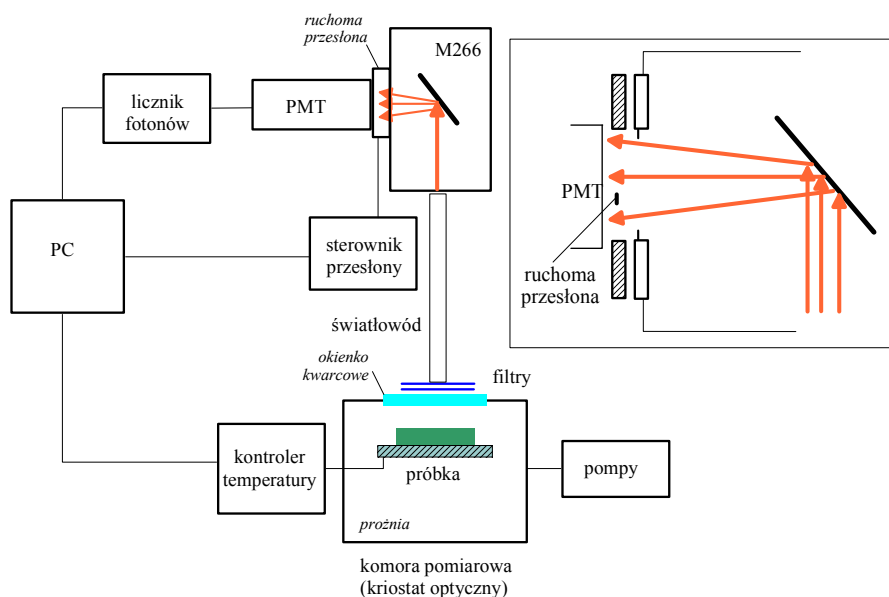 ruchoma
przesłona
M266
licznik
fotonów
PMT
PC
sterownik
przesłony
światłowód
okienko
kwarcowe
filtry
kontroler
temperatury
próbka
pompy
prożnia
komora pomiarowa
(kriostat optyczny)
PMT
ruchoma
przesłona